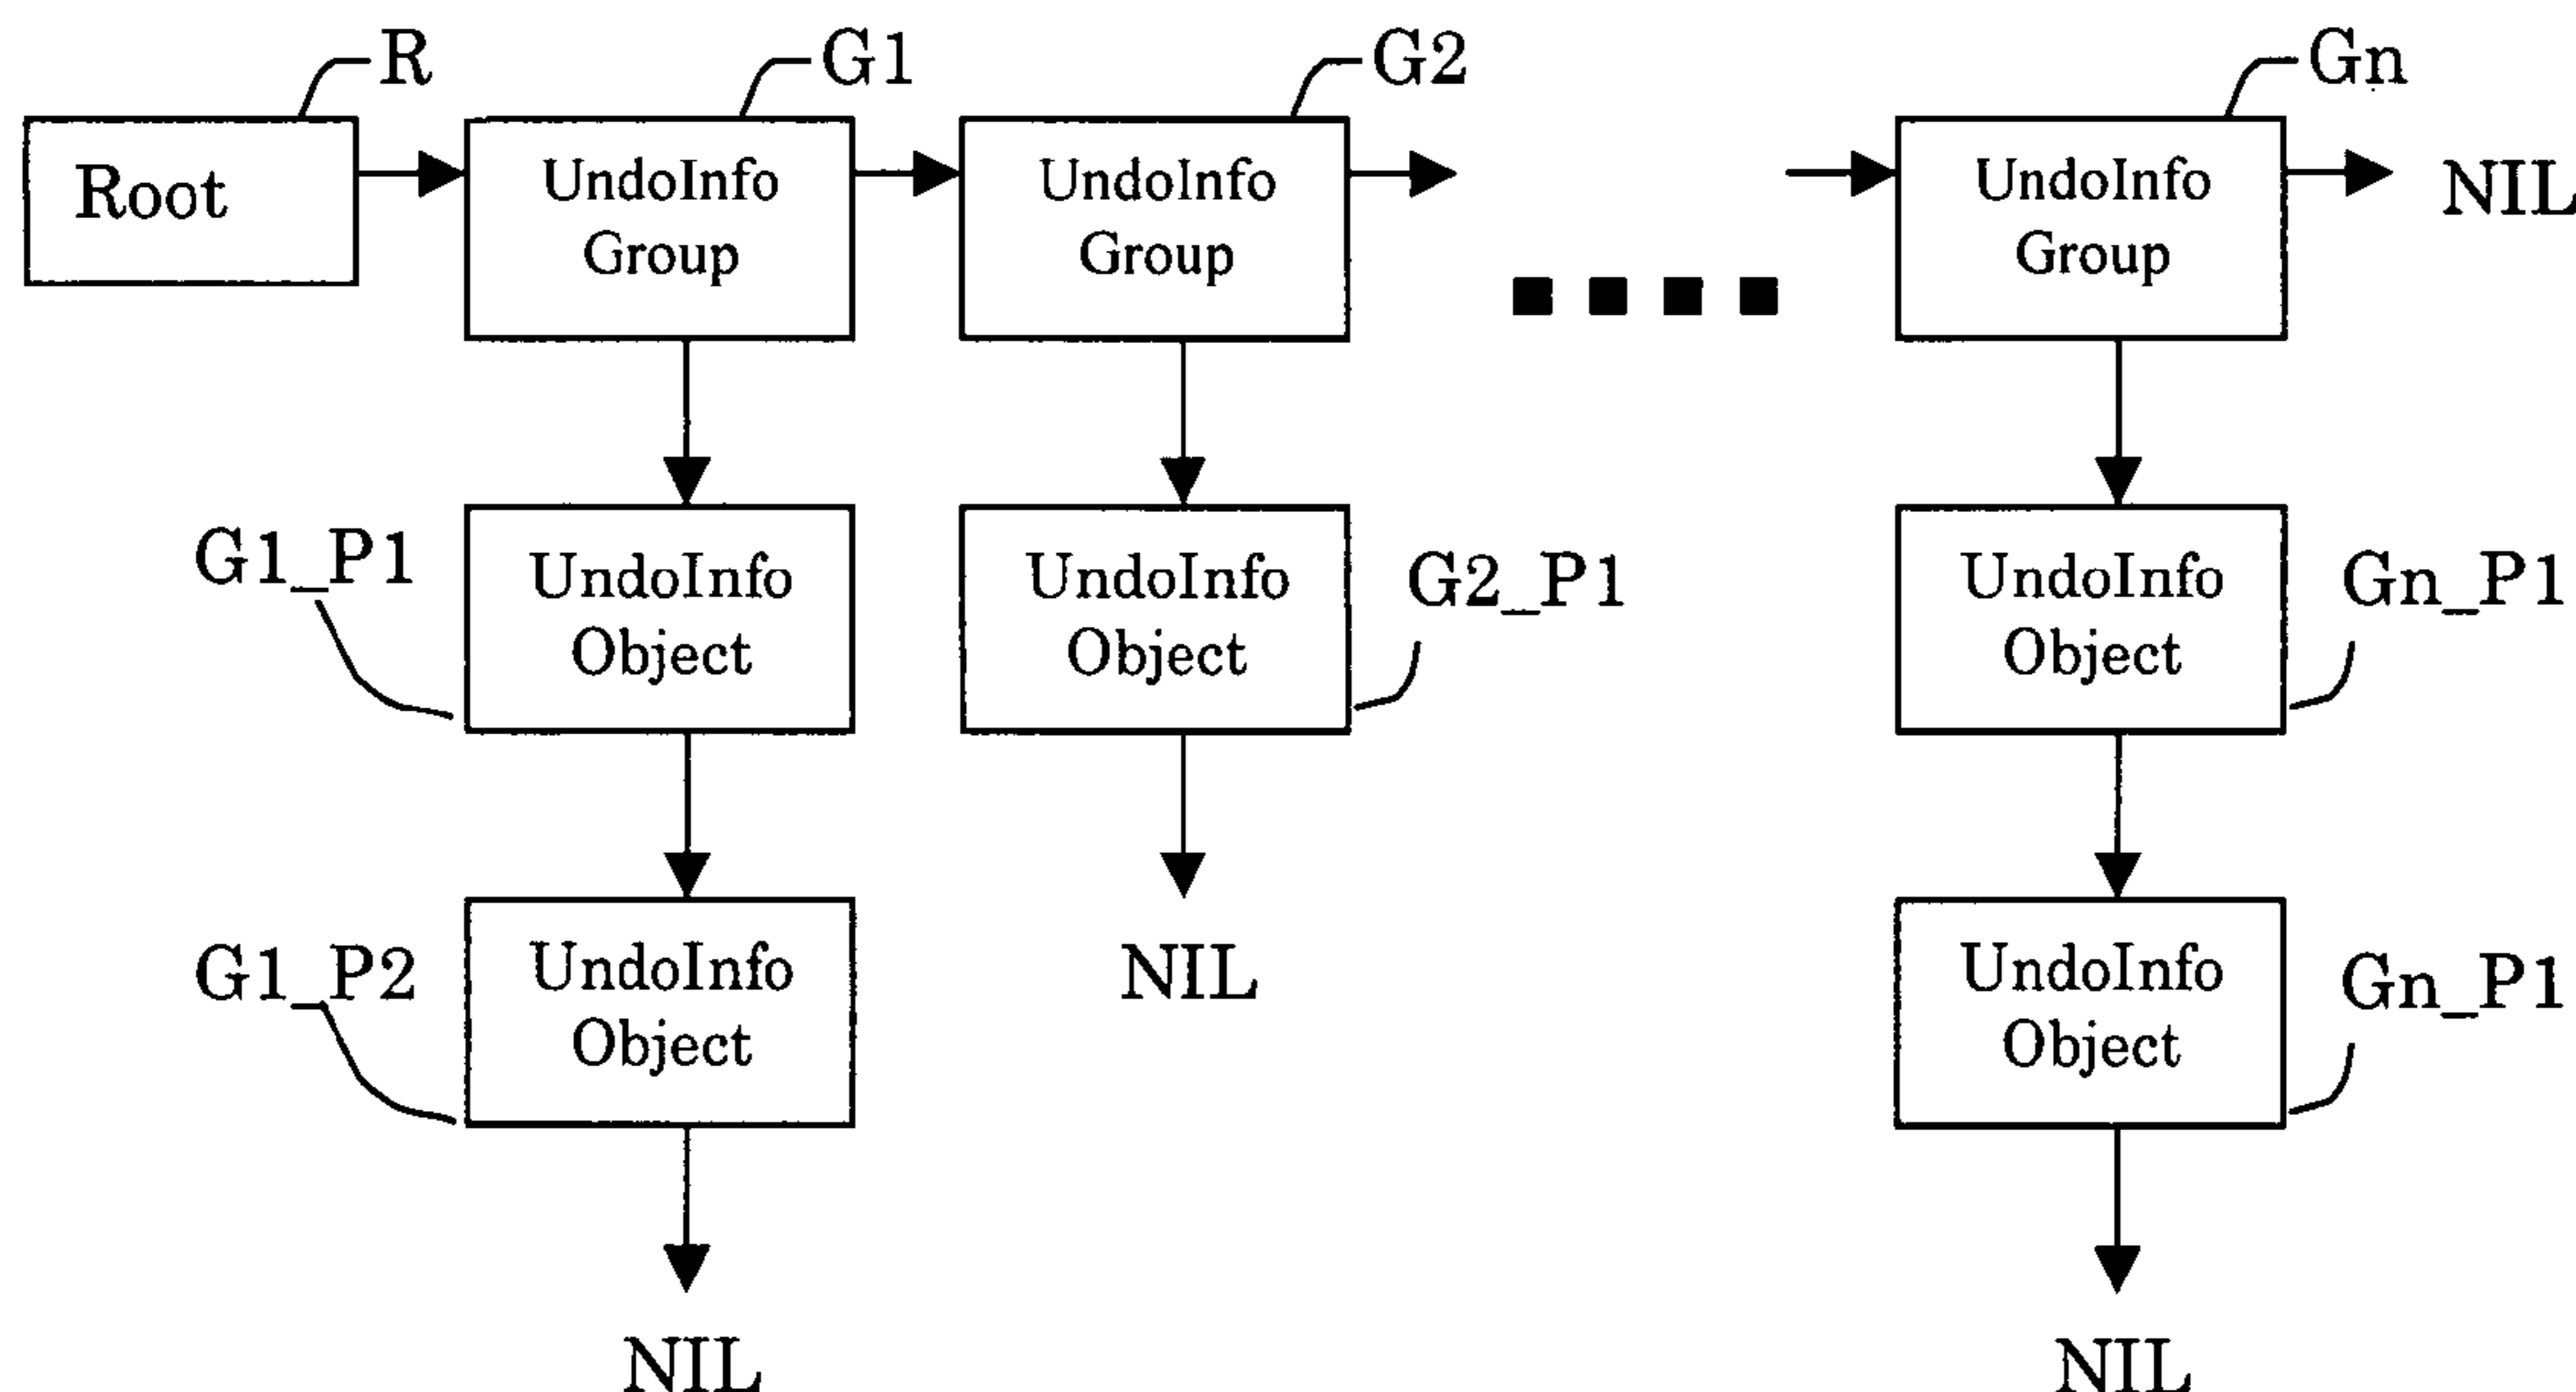 R
G1
G2
Gn
Root
UndoInfo
Group
UndoInfo
Group
UndoInfo
Group
NIL
G1_P1
UndoInfo
Object
UndoInfo
Object
G2_P1
UndoInfo
Object
Gn_P1
G1_P2
UndoInfo
Object
NIL
UndoInfo
Object
Gn_P1
NIL
NIL